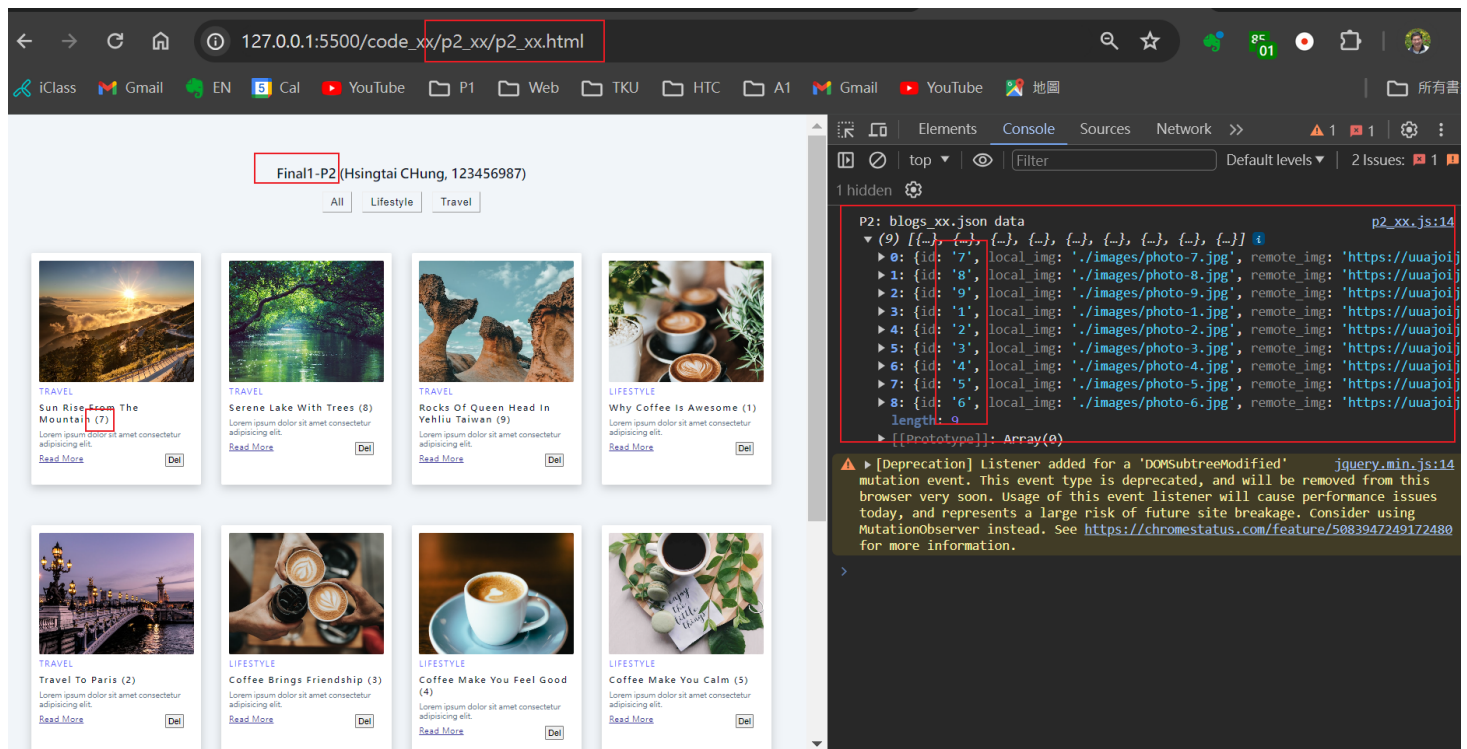 127.0.0.1:5500/code_xx/p2_xx/p2_xx.html
01
iClass Gmail EN 5 Cal YouTube P1 Web TKU HTC A1 Gmail YouTube 地圖 所有書
Final1-P2 (Hsingtai CHung, 123456987)
All Lifestyle Travel
TRAVEL
Sun Rise From The
Mountain (7)
Lorem ipsum dolor sit amet consectetur
adipisicing elit.
Read More Del
TRAVEL
Serene Lake With Trees (8)
Lorem ipsum dolor sit amet consectetur
adipisicing elit.
Read More Del
TRAVEL
Rocks Of Queen Head In
Yehliu Taiwan (9)
Lorem ipsum dolor sit amet consectetur
adipisicing elit.
Read More Del
LIFESTYLE
Why Coffee Is Awesome (1)
Lorem ipsum dolor sit amet consectetur
adipisicing elit.
Read More Del
TRAVEL
Travel To Paris (2)
Lorem ipsum dolor sit amet consectetur
adipisicing elit.
Read More Del
LIFESTYLE
Coffee Brings Friendship (3)
Lorem ipsum dolor sit amet consectetur
adipisicing elit.
Read More Del
LIFESTYLE
Coffee Make You Feel Good
(4)
Lorem ipsum dolor sit amet consectetur
adipisicing elit.
Read More Del
enjoy
the
little
things
LIFESTYLE
Coffee Make You Calm (5)
Lorem ipsum dolor sit amet consectetur
adipisicing elit.
Read More Del
Elements Console Sources Network 1 1
top Filter Default levels 2 Issues: 1
1 hidden
P2: blogs_xx.json data p2_xx.js:14
(9) [{…}, {…}, {…}, {…}, {…}, {…}, {…}, {…}, {…}] i
0: {id: '7', local_img: './images/photo-7.jpg', remote_img: 'https://uuajoij
1: {id: '8', local_img: './images/photo-8.jpg', remote_img: 'https://uuajoij
2: {id: '9', local_img: './images/photo-9.jpg', remote_img: 'https://uuajoij
3: {id: '1', local_img: './images/photo-1.jpg', remote_img: 'https://uuajoij
4: {id: '2', local_img: './images/photo-2.jpg', remote_img: 'https://uuajoij
5: {id: '3', local_img: './images/photo-3.jpg', remote_img: 'https://uuajoij
6: {id: '4', local_img: './images/photo-4.jpg', remote_img: 'https://uuajoij
7: {id: '5', local_img: './images/photo-5.jpg', remote_img: 'https://uuajoij
8: {id: '6', local_img: './images/photo-6.jpg', remote_img: 'https://uuajoij
length: 9
[[Prototype]]: Array(0)
[Deprecation] Listener added for a 'DOMSubtreeModified' jquery.min.js:14
mutation event. This event type is deprecated, and will be removed from this
browser very soon. Usage of this event listener will cause performance issues
today, and represents a large risk of future site breakage. Consider using
MutationObserver instead. See https://chromestatus.com/feature/5083947249172480
for more information.